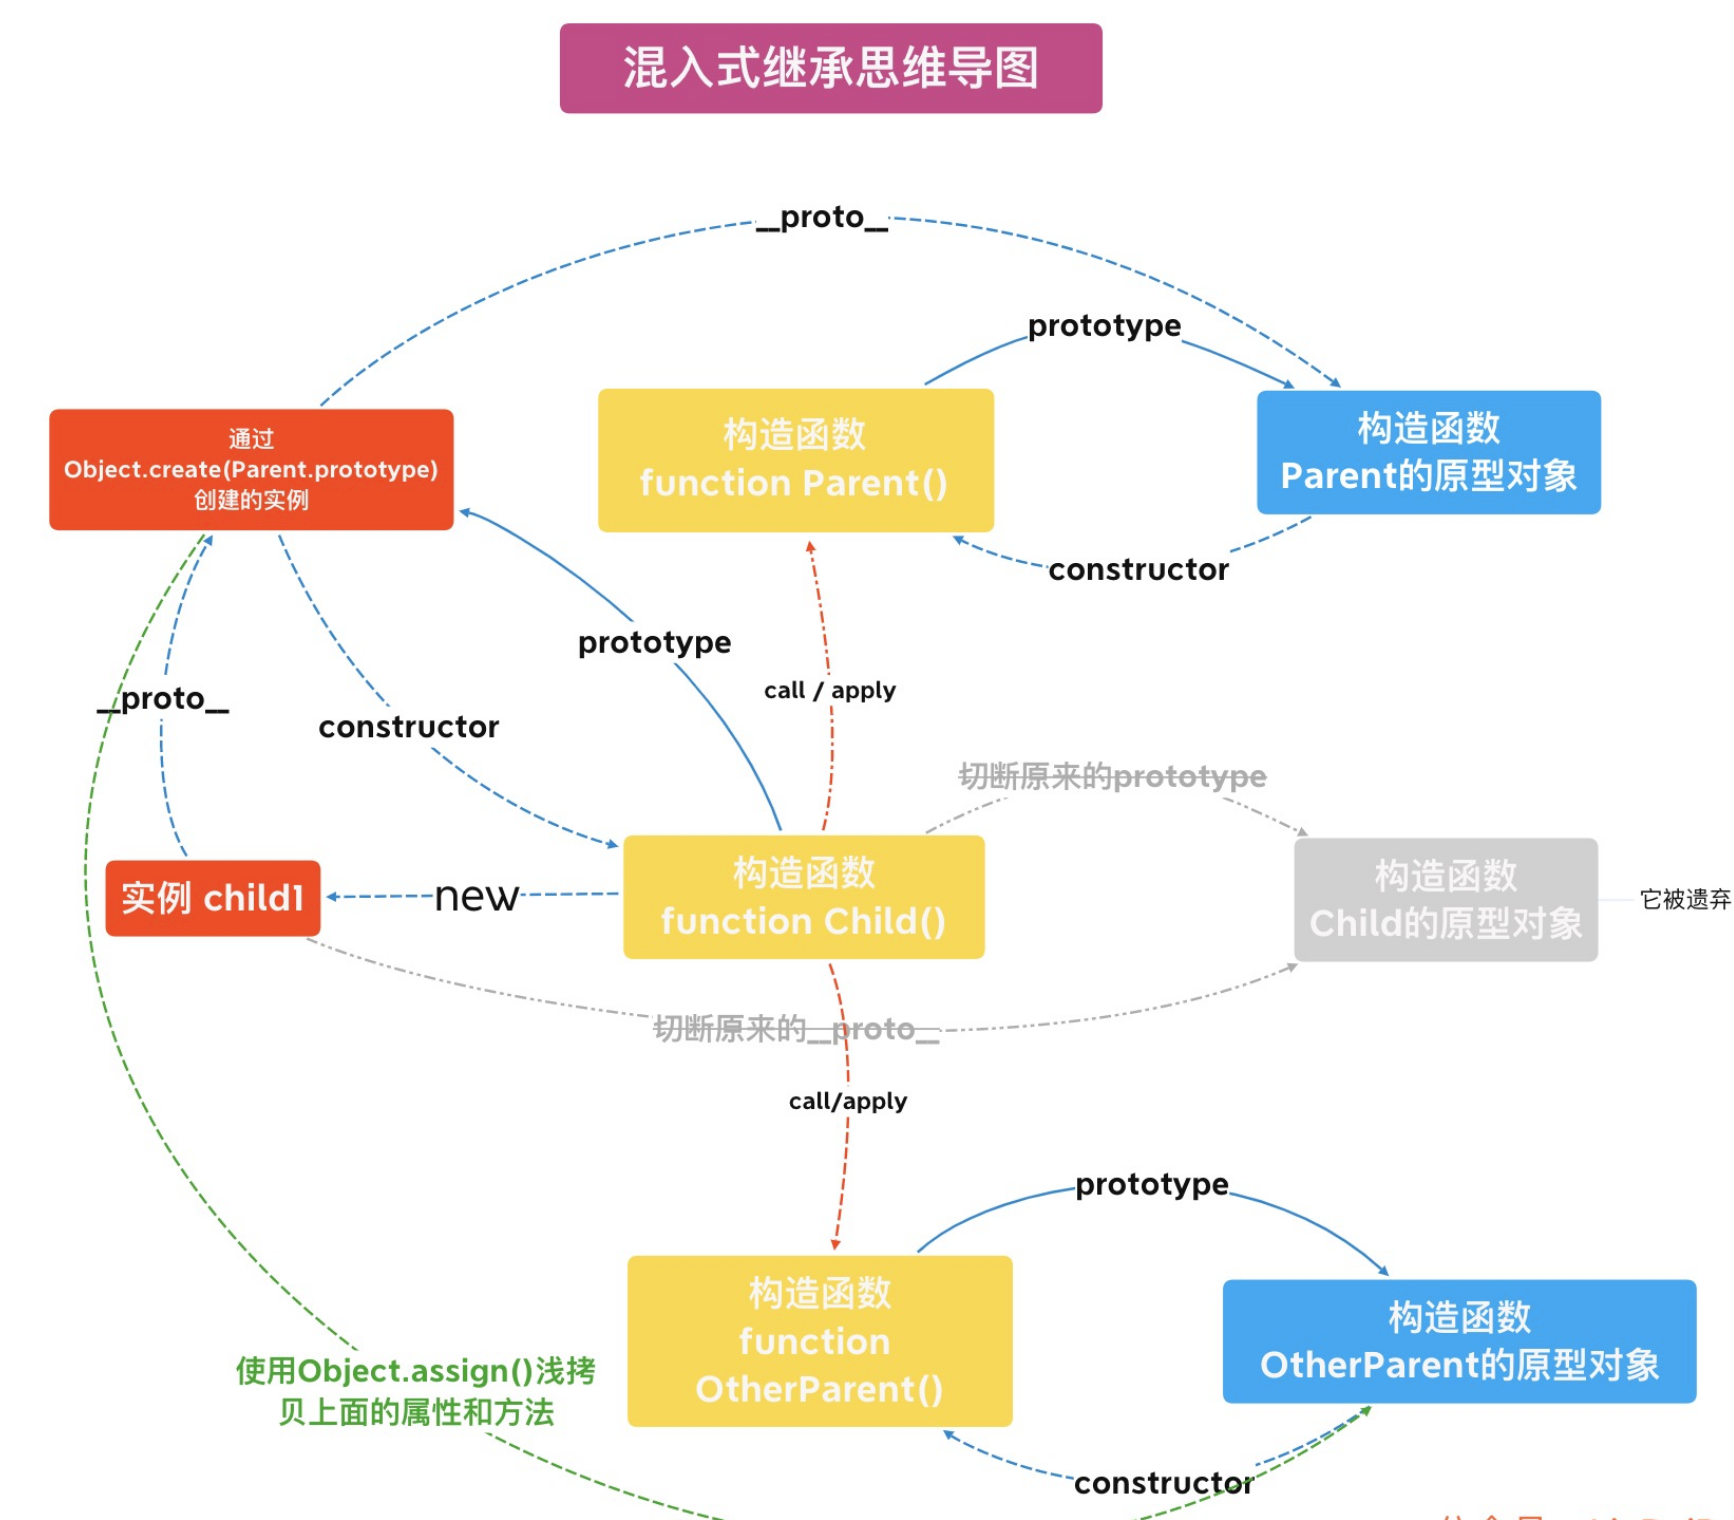 混入式继承思维导图
__proto__
prototype
通过
Object.create(Parent.prototype)
创建的实例
构造函数
function Parent()
构造函数
Parent的原型对象
constructor
prototype
call / apply
__proto__
constructor
切断原来的prototype
实例 child1
new
构造函数
function Child()
构造函数
Child的原型对象
它被遗弃
切断原来的__proto__
call/apply
prototype
构造函数
function
OtherParent()
构造函数
OtherParent的原型对象
使用Object.assign()浅拷
贝上面的属性和方法
constructor